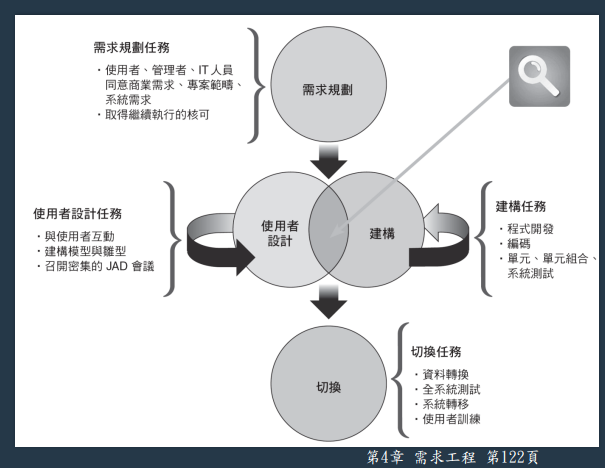 需求規劃任務
・使用者、管理者、IT 人員
同意商業需求、專案範疇、
系統需求
・取得繼續執行的核可
需求規劃
使用者設計任務
・與使用者互動
・建構模型與雛型
・召開密集的 JAD 會議
使用者
設計
建構
建構任務
・程式開發
・編碼
・單元、單元組合、
系統測試
切換
切換任務
・資料轉換
・全系統測試
・系統轉移
・使用者訓練
第4章 需求工程 第122頁